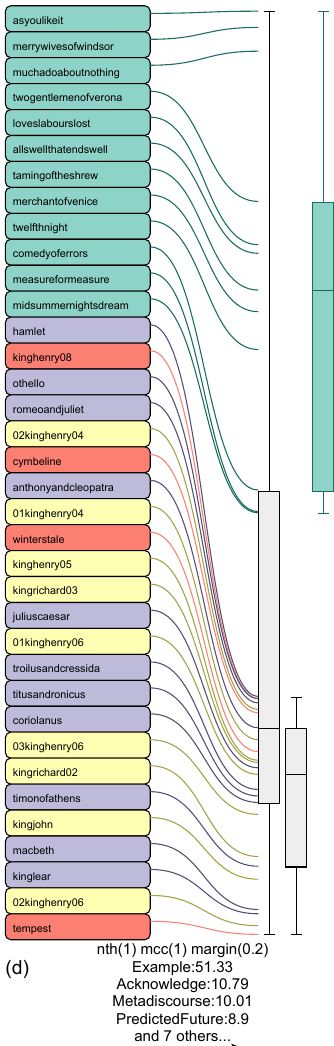 asyoulikeit
merrywivesofwindsor
muchadoaboutnothing
twogentlemenofverona
loveslabourslost
allswellthatendswell
tamingoftheshrew
merchantofvenice
twelfthnight
comedyoferrors
measureformeasure
midsummernightsdream
hamlet
kinghenry08
othello
romeoandjuliet
02kinghenry04
cymbeline
anthonyandcleopatra
01kinghenry04
winterstale
kinghenry05
kingrichard03
juliuscaesar
01kinghenry06
troilusandcressida
titusandronicus
coriolanus
03kinghenry06
kingrichard02
timonofathens
kingjohn
macbeth
kinglear
02kinghenry06
tempest
nth(1) mcc(1) margin(0.2)
(d)
Example:51.33
Acknowledge:10.79
Metadiscourse:10.01
PredictedFuture:8.9
and 7 others...